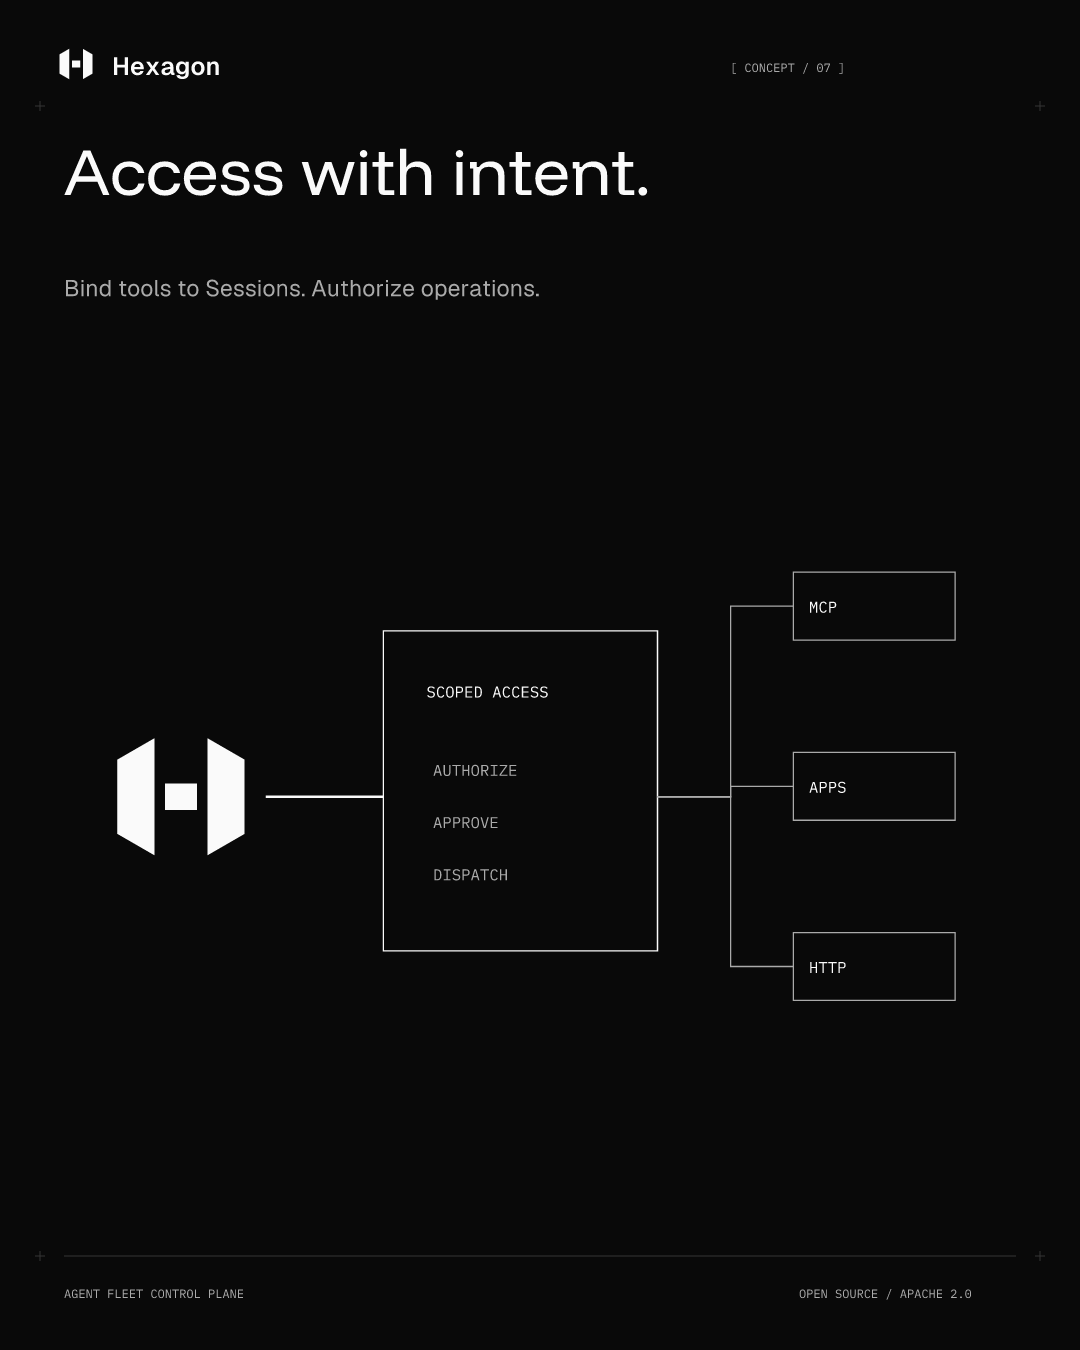 Hexagon
[ CONCEPT / 07 ]
Access with intent.
Bind tools to Sessions. Authorize operations.
SCOPED ACCESS
AUTHORIZE
APPROVE
DISPATCH
MCP
APPS
HTTP
AGENT FLEET CONTROL PLANE
OPEN SOURCE / APACHE 2.0